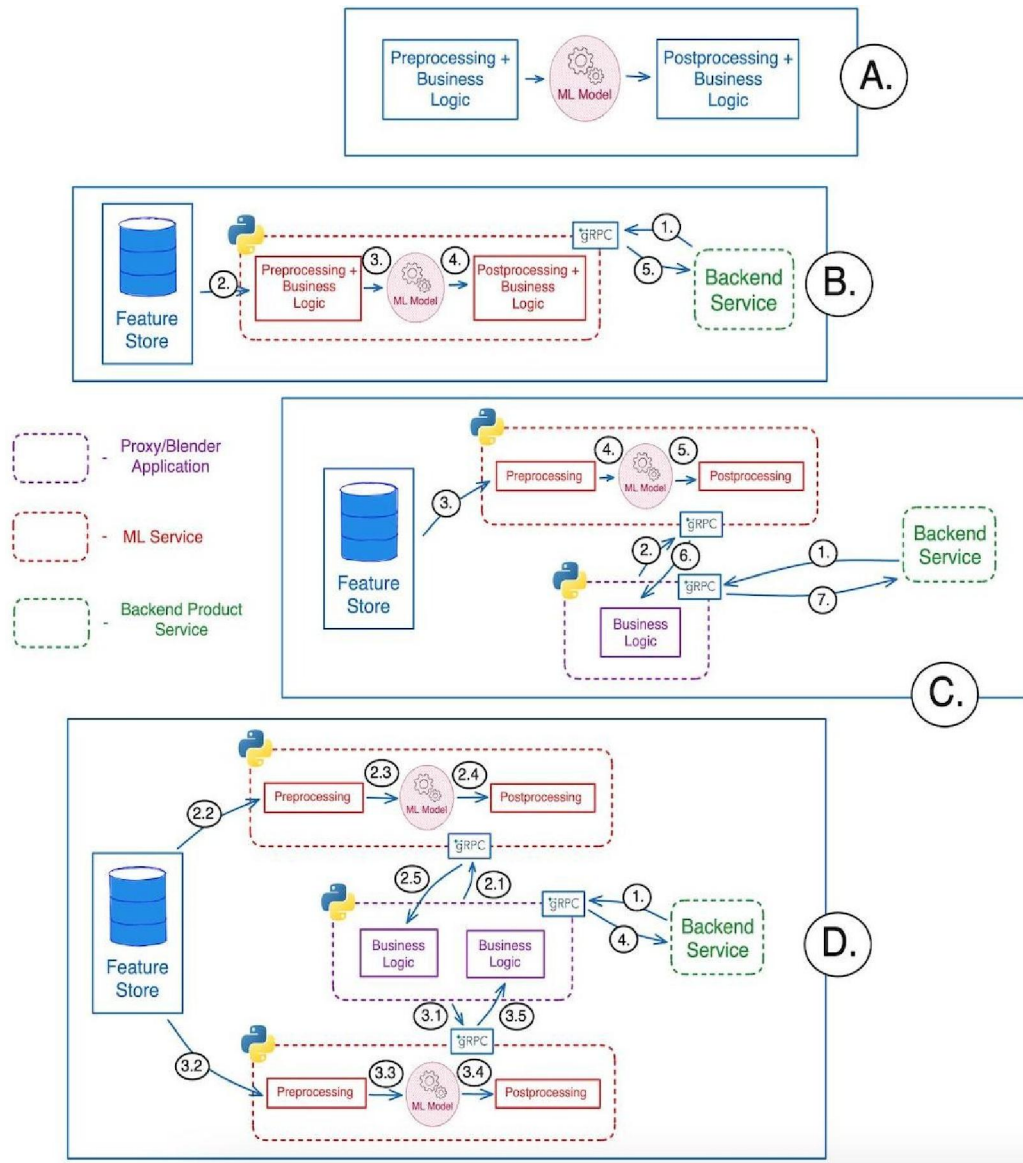 Preprocessing +
Business
Logic
ML Model
Postprocessing +
Business
Logic
A.
Feature
Store
2.
Preprocessing +
Business
Logic
3.
ML Model
4.
Postprocessing +
Business
Logic
gRPC
1.
5.
Backend
Service
B.
- Proxy/Blender
Application
- ML Service
- Backend Product
Service
Feature
Store
3.
Preprocessing
4.
ML Model
5.
Postprocessing
gRPC
2.
6.
gRPC
Business
Logic
1.
7.
Backend
Service
C.
Feature
Store
2.2
Preprocessing
2.3
ML Model
2.4
Postprocessing
gRPC
2.5
2.1
gRPC
1.
4.
Backend
Service
Business
Logic
Business
Logic
3.1
3.5
gRPC
3.2
Preprocessing
3.3
ML Model
3.4
Postprocessing
D.